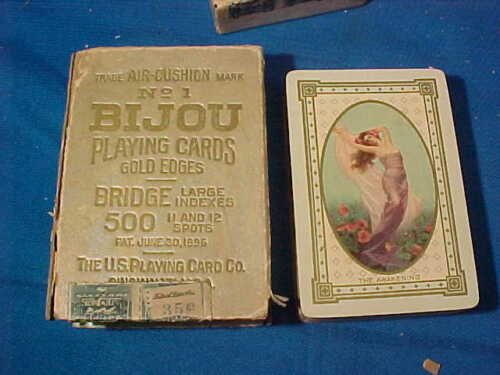 TRADE AIR-CUSHION MARK
No 1
BIJOU
PLAYING CARDS
GOLD EDGES
BRIDGE LARGE INDEXES
500 11 AND 12 SPOTS
PAT. JUNE 30, 1896
THE U.S. PLAYING CARD CO.
35¢
THE AWAKENING